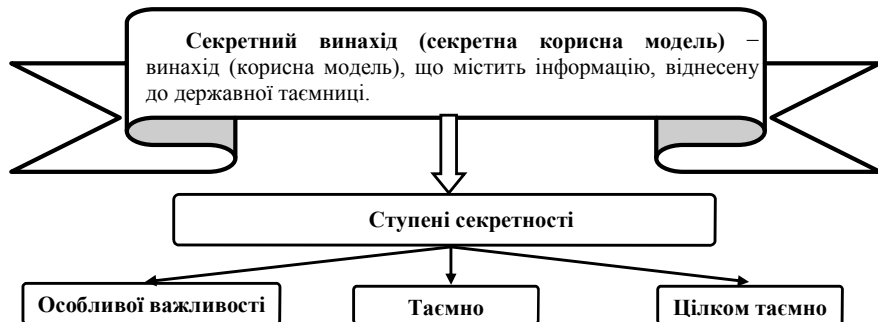 Секретний винахід (секретна корисна модель) −
винахід (корисна модель), що містить інформацію, віднесену
до державної таємниці.
Ступені секретності
Особливої важливості
Таємно
Цілком таємно